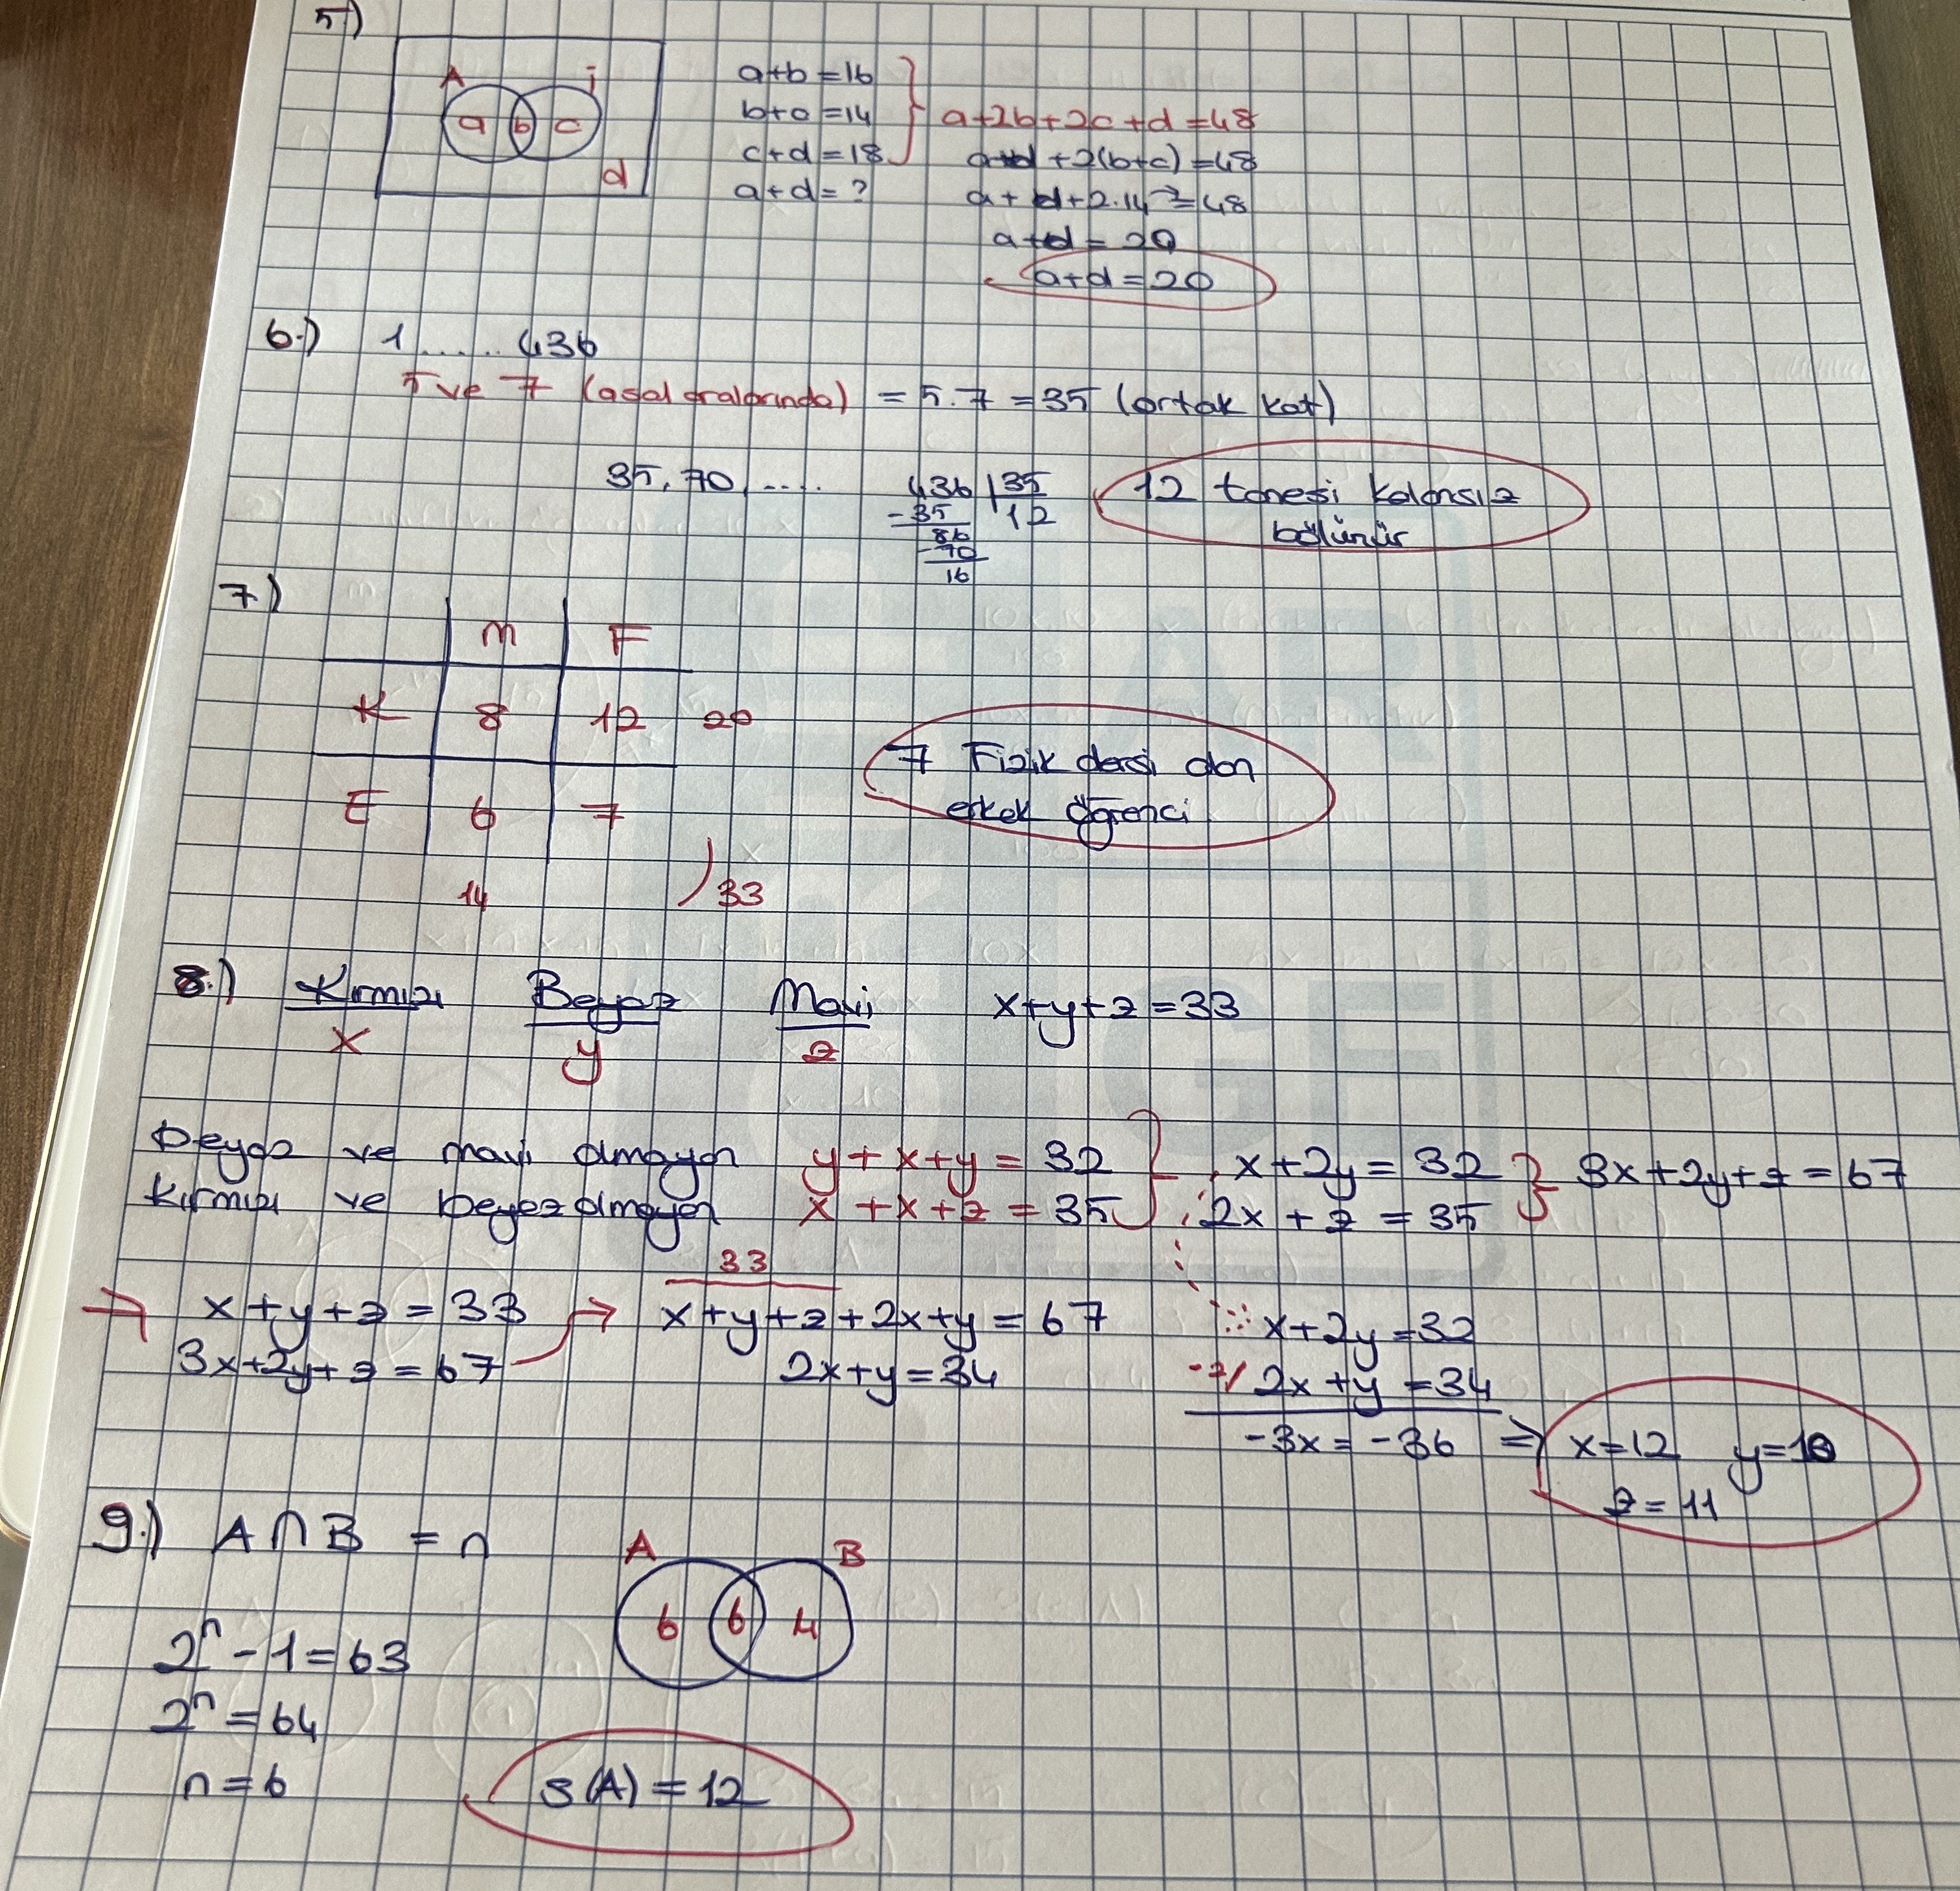 5)
A i
a b c
d
a+b=16
b+c=14
c+d=18
a+d=?
a+2b+2c+d=48
a+d+2(b+c)=48
a+d+2.14=48
a+d=20
a+d=20
6.) 1.....436
5 ve 7 (asal aralarında) = 5.7 = 35 (ortak kat)
35, 70, .... 436 | 35
-35 12
86
-70
16
12 tanesi kalansız
bölünür
7)
M F
K 8 12 20
E 6 7
14 33
7 Fizik dersi alan
erkek öğrenci
8.) Kırmızı Beyaz Mavi x+y+z=33
x y z
beyaz ve mavi olmayan y+x+y=32
kırmızı ve beyaz olmayan x+x+z=35
x+2y=32
2x+z=35
3x+2y+z=67
x+y+z=33
3x+2y+z=67
33
x+y+z+2x+y=67
2x+y=34
x+2y=32
-2/ 2x+y=34
-3x=-36 ⇒ x=12 y=10
z=11
9.) A∩B = n
2ⁿ-1=63
2ⁿ=64
n=6
A B
6 6 4
s(A)=12
AR
GE